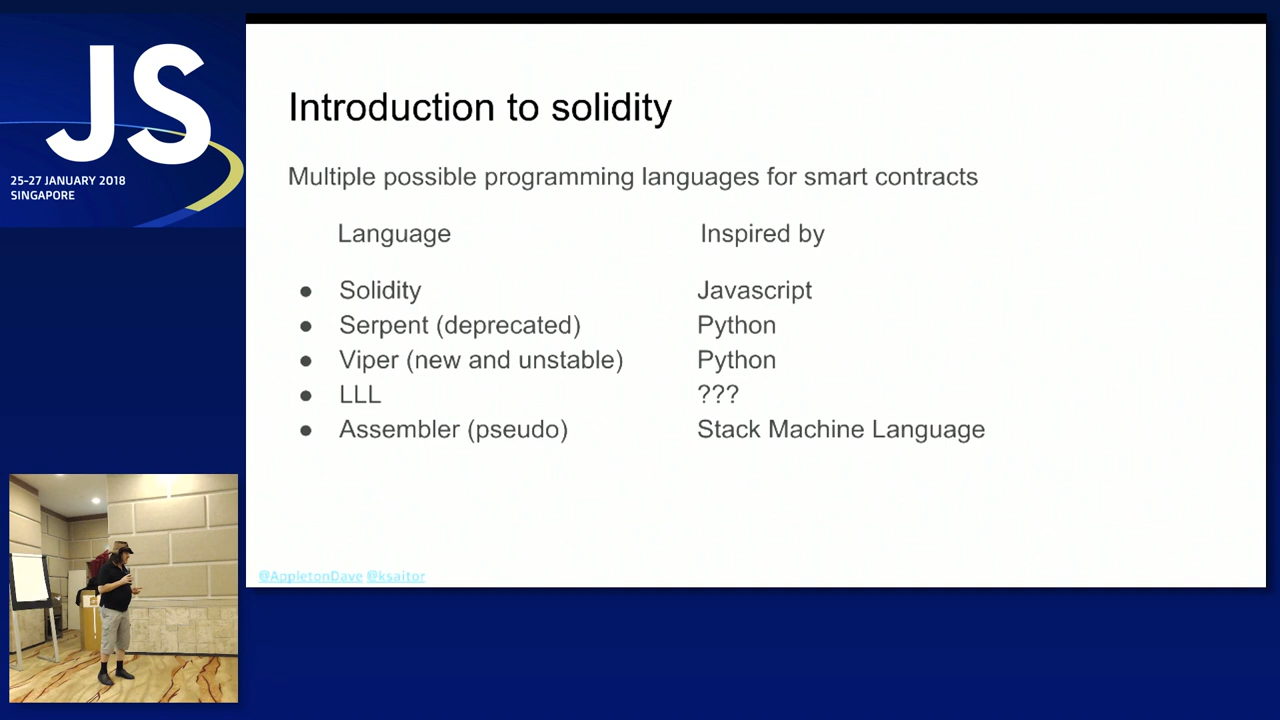 JS
25-27 JANUARY 2018
SINGAPORE
Introduction to solidity
Multiple possible programming languages for smart contracts
Language Inspired by
● Solidity Javascript
● Serpent (deprecated) Python
● Viper (new and unstable) Python
● LLL ???
● Assembler (pseudo) Stack Machine Language
@AppletonDave @ksaitor